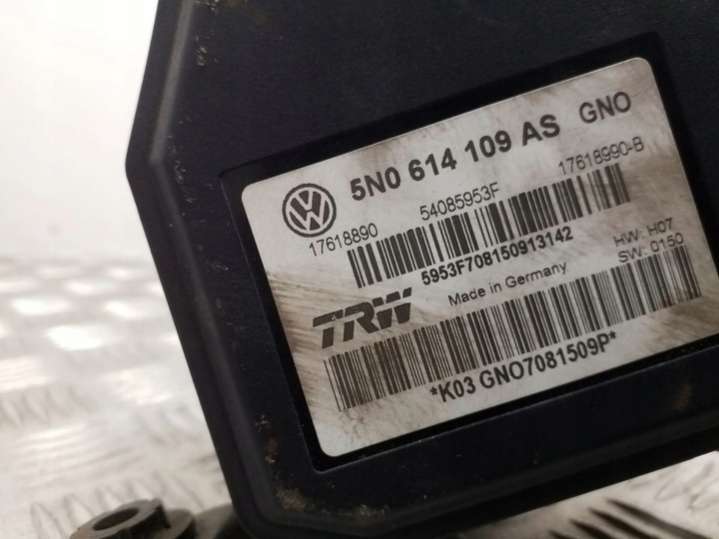 5N0 614 109 AS GNO
17618890 54085953F 17618990-B
5953F708150913142
HW: H07
SW: 0150
TRW Made in Germany
*K03 GNO7081509P*